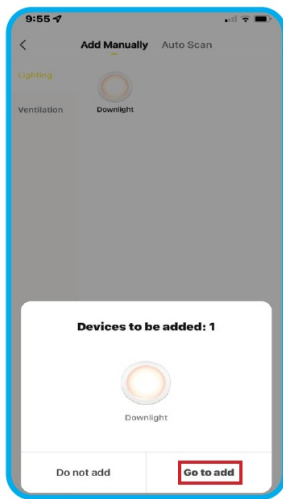 9:55
Add Manually Auto Scan
Lighting
Ventilation Downlight
Devices to be added: 1
Downlight
Do not add Go to add